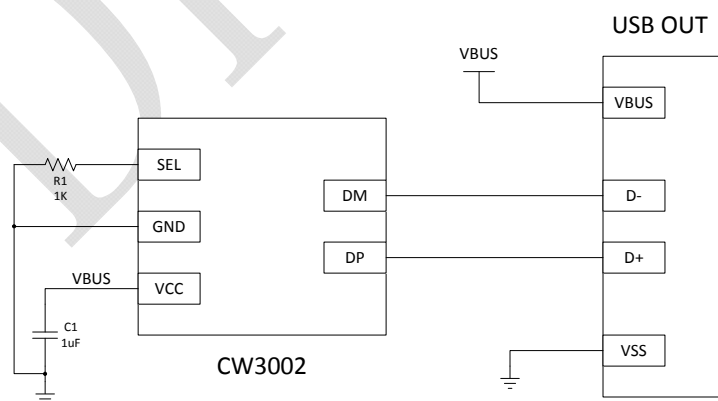 USB OUT
VBUS
VBUS
SEL
R1
1K
DM
D-
GND
DP
D+
VBUS
VCC
C1
1uF
VSS
CW3002